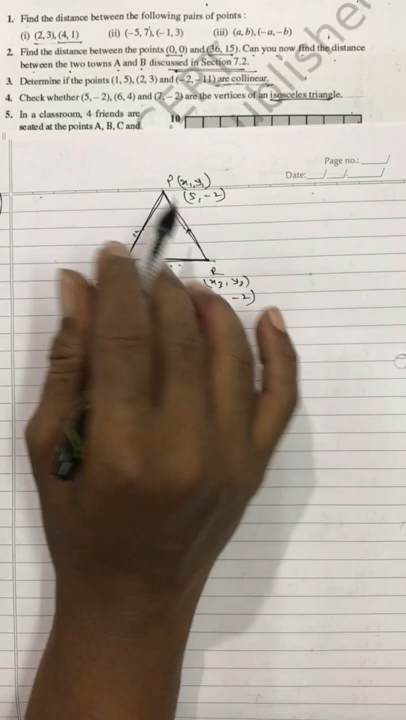 1. Find the distance between the following pairs of points :
(i) (2, 3), (4, 1) (ii) (– 5, 7), (– 1, 3) (iii) (a, b), (– a, – b)
2. Find the distance between the points (0, 0) and (36, 15). Can you now find the distance
between the two towns A and B discussed in Section 7.2.
3. Determine if the points (1, 5), (2, 3) and (– 2, – 11) are collinear.
4. Check whether (5, – 2), (6, 4) and (7, – 2) are the vertices of an isosceles triangle.
5. In a classroom, 4 friends are
seated at the points A, B, C and
10
Page no.:
Date:
P (x₁, y₁)
(5, -2)
R
(x₃, y₃)
-2)